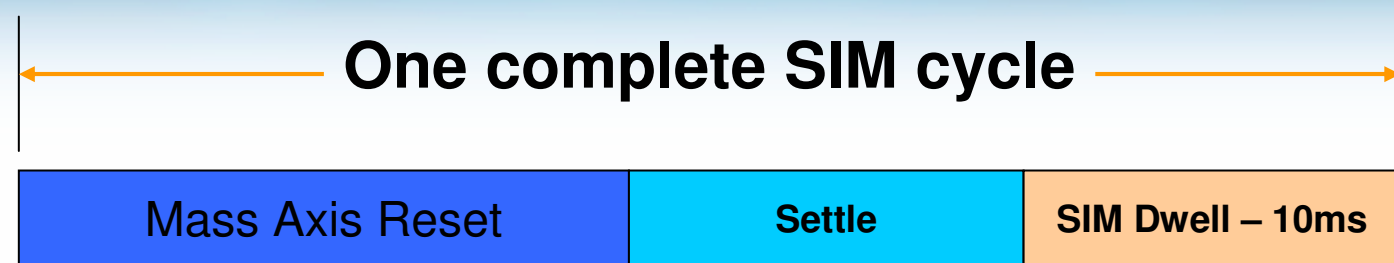 One complete SIM cycle
Mass Axis Reset
Settle
SIM Dwell – 10ms